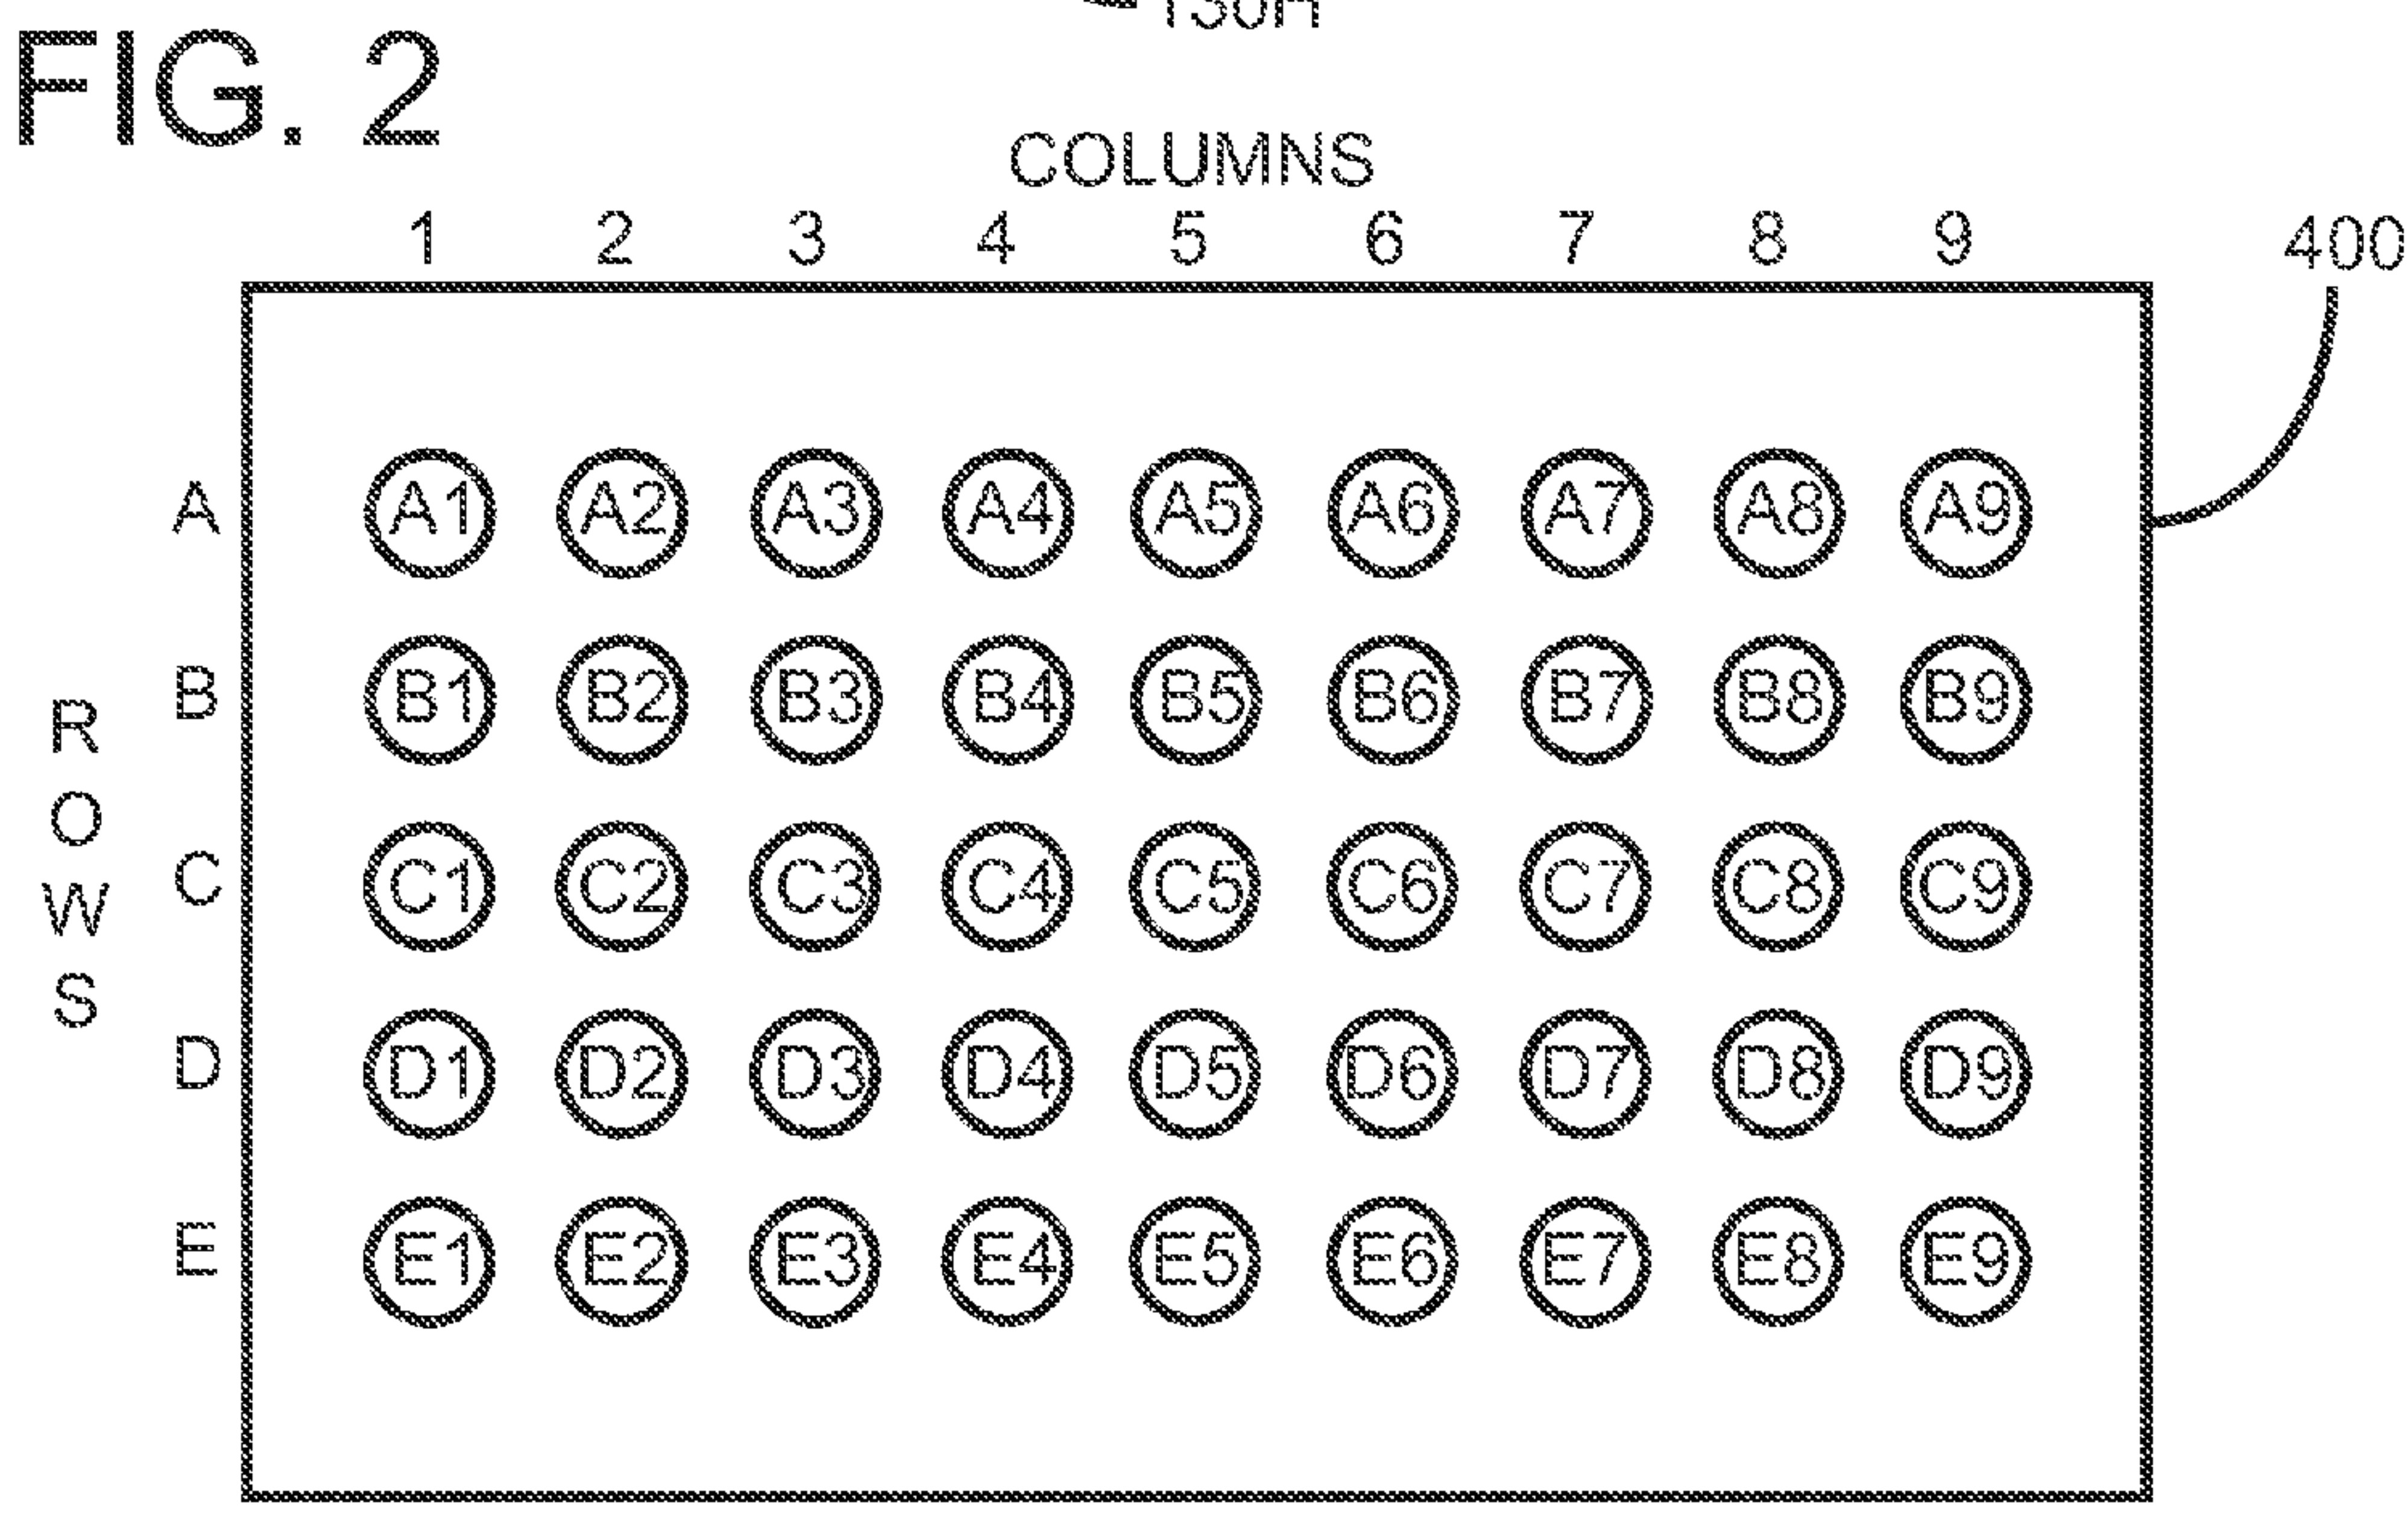 FIG. 2
COLUMNS
1 2 3 4 5 6 7 8 9
400
A A1 A2 A3 A4 A5 A6 A7 A8 A9
B B1 B2 B3 B4 B5 B6 B7 B8 B9
C C1 C2 C3 C4 C5 C6 C7 C8 C9
D D1 D2 D3 D4 D5 D6 D7 D8 D9
E E1 E2 E3 E4 E5 E6 E7 E8 E9
ROWS